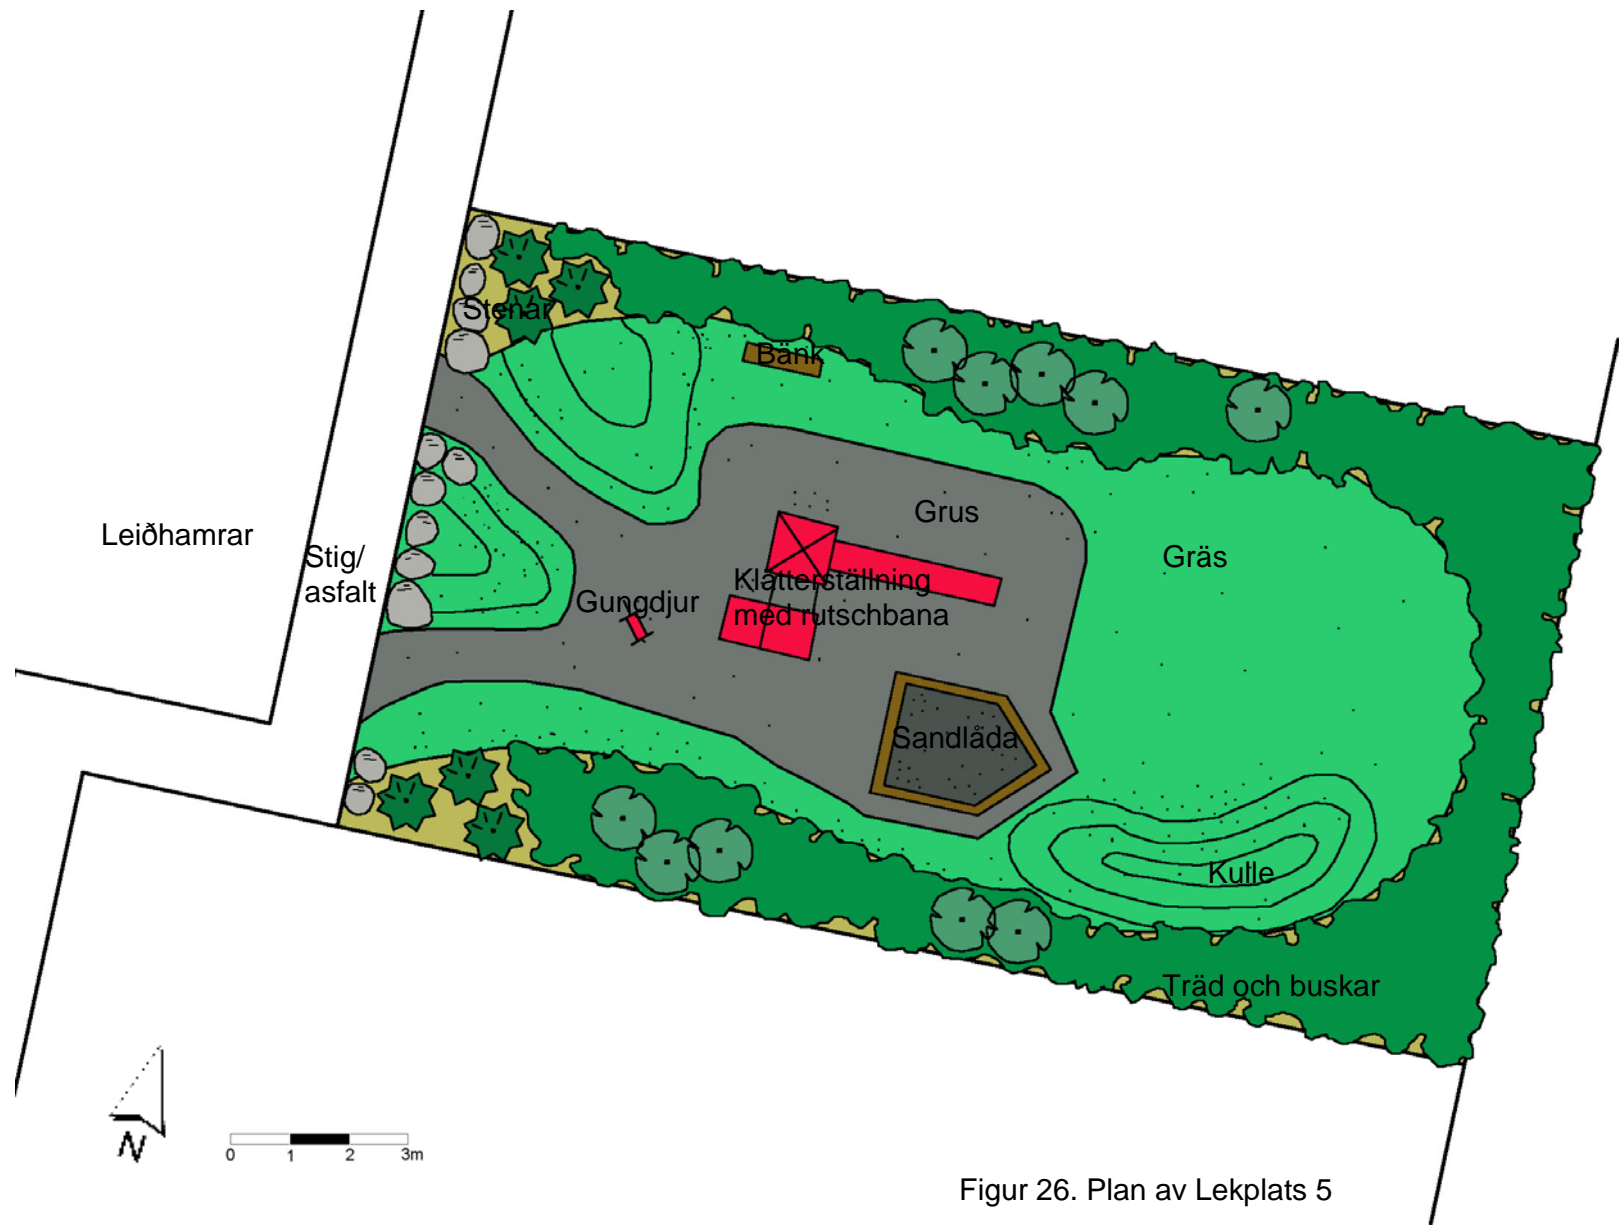 Stenar
Bänk
Grus
Leiðhamrar
Stig/
asfalt
Gräs
Klätterställning
med rutschbana
Gungdjur
Sandlåda
Kulle
Träd och buskar
N
0 1 2 3m
Figur 26. Plan av Lekplats 5